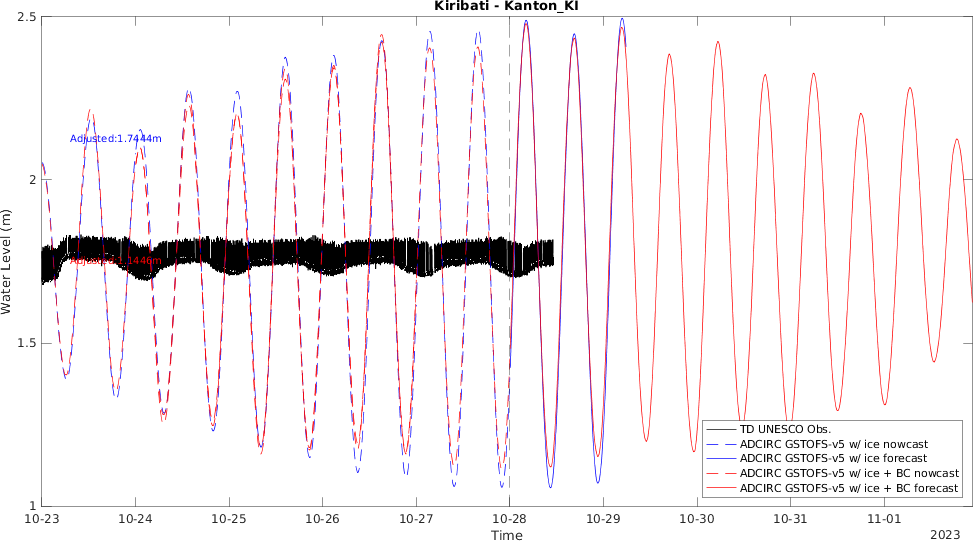 Kiribati - Kanton_KI
Water Level (m)
2.5
2
1.5
1
Adjusted:1.7444m
TD UNESCO Obs.
ADCIRC GSTOFS-v5 w/ ice nowcast
ADCIRC GSTOFS-v5 w/ ice forecast
ADCIRC GSTOFS-v5 w/ ice + BC nowcast
ADCIRC GSTOFS-v5 w/ ice + BC forecast
10-23 10-24 10-25 10-26 10-27 10-28 10-29 10-30 10-31 11-01
Time
2023